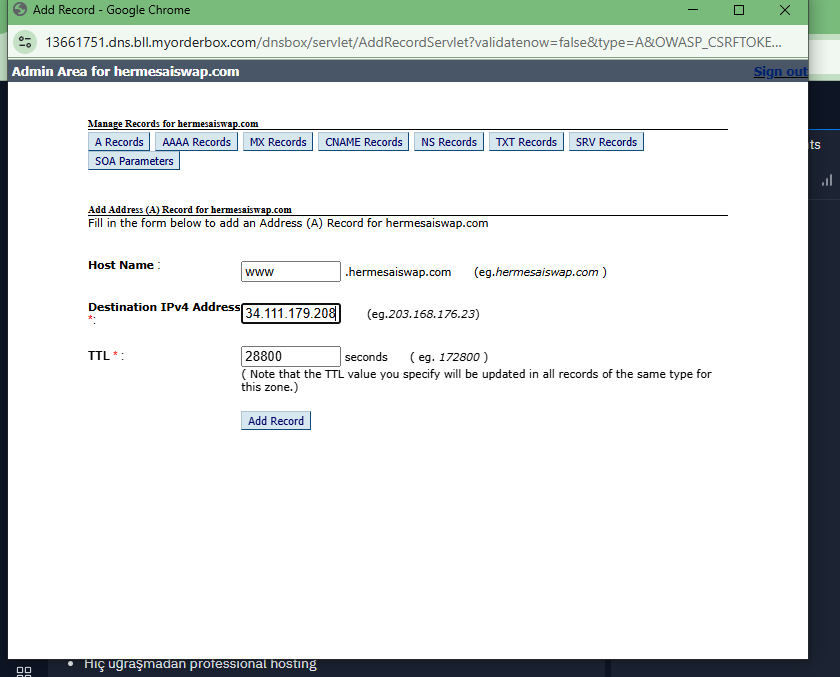 Add Record - Google Chrome
13661751.dns.bll.myorderbox.com/dnsbox/servlet/AddRecordServlet?validatenow=false&type=A&OWASP_CSRFTOKE...
Admin Area for hermesaiswap.com Sign out
Manage Records for hermesaiswap.com
A Records AAAA Records MX Records CNAME Records NS Records TXT Records SRV Records
SOA Parameters
Add Address (A) Record for hermesaiswap.com
Fill in the form below to add an Address (A) Record for hermesaiswap.com
Host Name : www .hermesaiswap.com (eg.hermesaiswap.com )
Destination IPv4 Address 34.111.179.208 (eg.203.168.176.23)
*:
TTL * : 28800 seconds ( eg. 172800 )
( Note that the TTL value you specify will be updated in all records of the same type for
this zone.)
Add Record
ts
• Hiç uğraşmadan professional hosting